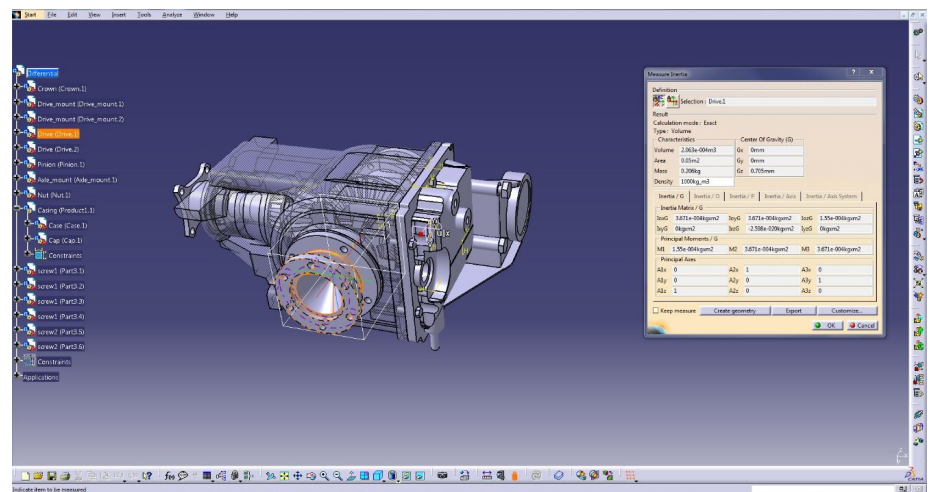 Start File Edit View Insert Tools Analyze Window Help
Differential
Crown (Crown.1)
Drive_mount (Drive_mount.1)
Drive_mount (Drive_mount.2)
Drive (Drive.1)
Drive (Drive.2)
Pinion (Pinion.1)
Axle_mount (Axle_mount.1)
Nut (Nut.1)
Casing (Product1.1)
Case (Case.1)
Cap (Cap.1)
Constraints
screw1 (Part3.1)
screw1 (Part3.2)
screw1 (Part3.3)
screw1 (Part3.4)
screw2 (Part3.5)
screw2 (Part3.6)
Constraints
Applications
Measure Inertia
Definition
Selection : Drive.1
Result
Calculation mode : Exact
Type : Volume
Characteristics Center Of Gravity (G)
Volume 2.063e-004m3 Gx 0mm
Area 0.05m2 Gy 0mm
Mass 0.206kg Gz 0.705mm
Density 1000kg_m3
Inertia / G Inertia / O Inertia / P Inertia / Axis Inertia / Axis System
Inertia Matrix / G
IoxG 3.671e-004kgxm2 IoyG 3.671e-004kgxm2 IozG 1.55e-004kgxm2
IxyG 0kgxm2 IxzG -2.598e-020kgxm2 IyzG 0kgxm2
Principal Moments / G
M1 1.55e-004kgxm2 M2 3.671e-004kgxm2 M3 3.671e-004kgxm2
Principal Axes
A1x 0 A2x 1 A3x 0
A1y 0 A2y 0 A3y 1
A1z 1 A2z 0 A3z 0
Keep measure Create geometry Export Customize...
OK Cancel
CATIA
Indicate item to be measured